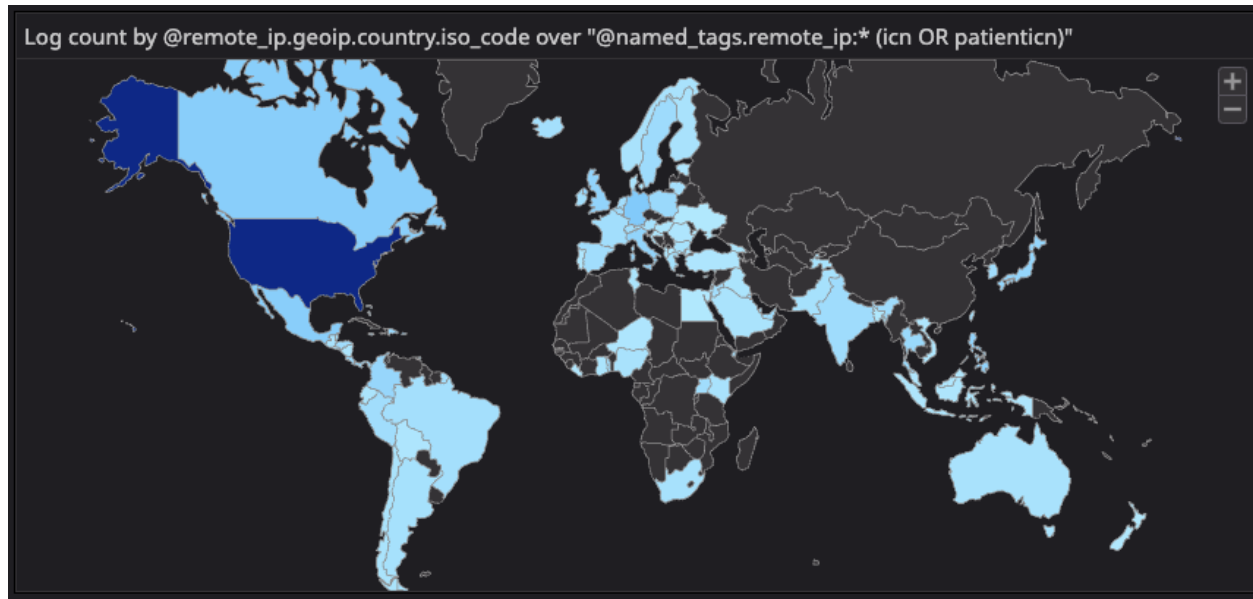 Log count by @remote_ip.geoip.country.iso_code over "@named_tags.remote_ip:* (icn OR patienticn)"
+
−